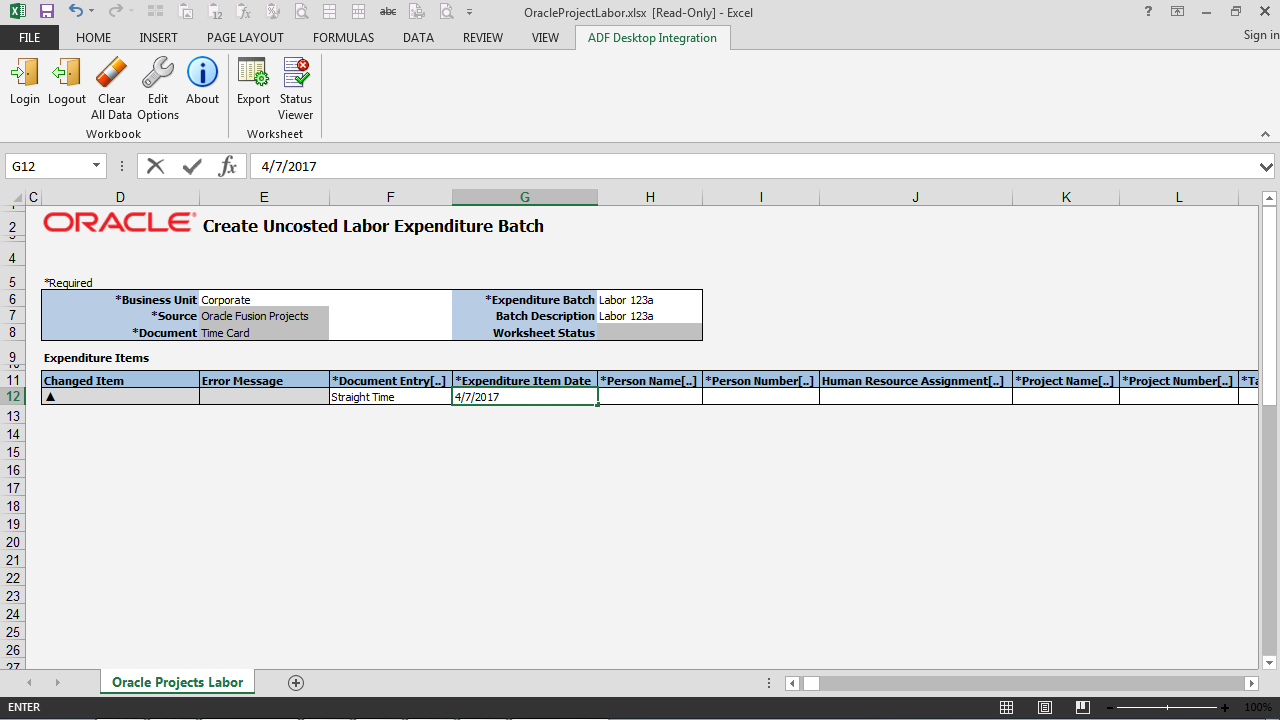 OracleProjectLabor.xlsx [Read-Only] - Excel
FILE HOME INSERT PAGE LAYOUT FORMULAS DATA REVIEW VIEW ADF Desktop Integration Sign in
Login Logout Clear All Data Edit Options About Export Status Viewer
Workbook Worksheet
G12 fx 4/7/2017
C D E F G H I J K L
2 ORACLE Create Uncosted Labor Expenditure Batch
4
5 *Required
6 *Business Unit Corporate *Expenditure Batch Labor 123a
7 *Source Oracle Fusion Projects Batch Description Labor 123a
8 *Document Time Card Worksheet Status
9 Expenditure Items
11 Changed Item Error Message *Document Entry[..] *Expenditure Item Date *Person Name[..] *Person Number[..] Human Resource Assignment[..] *Project Name[..] *Project Number[..] *Ta
12 ▲ Straight Time 4/7/2017
13
14
15
16
17
18
19
20
21
22
23
24
25
26
27
Oracle Projects Labor
ENTER 100%